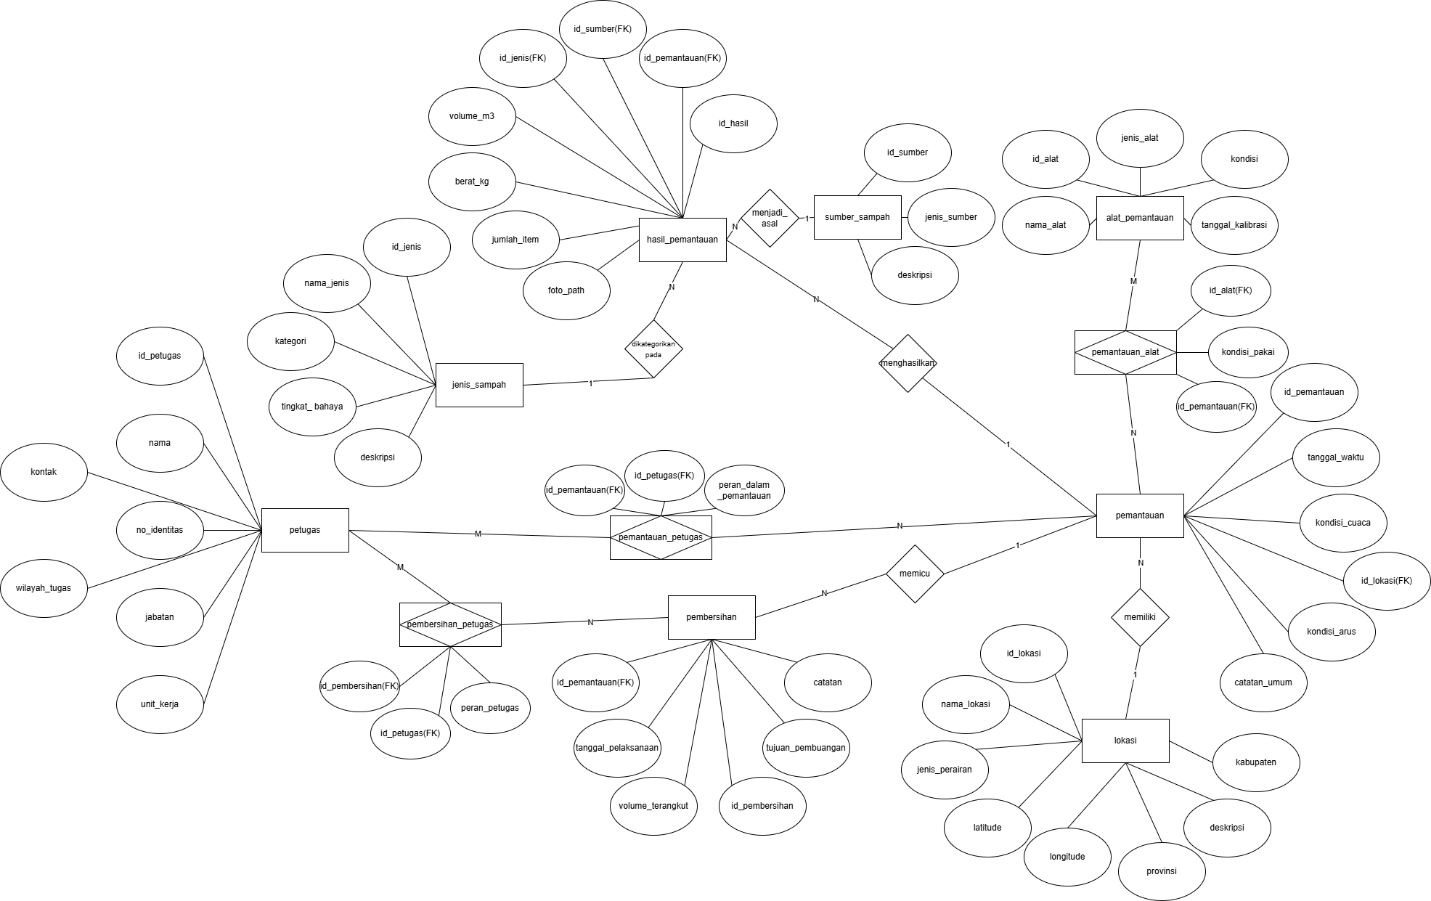 id_sumber(FK)
id_jenis(FK)
id_pemantauan(FK)
volume_m3
id_hasil
id_sumber
jenis_alat
id_alat
kondisi
berat_kg
menjadi_
asal
N
1
sumber_sampah
jenis_sumber
alat_pemantauan
nama_alat
tanggal_kalibrasi
jumlah_item
hasil_pemantauan
id_jenis
nama_jenis
foto_path
deskripsi
N
N
M
id_alat(FK)
kategori
dikategorikan
pada
menghasilkan
pemantauan_alat
kondisi_pakai
id_petugas
jenis_sampah
1
id_pemantauan
tingkat_ bahaya
id_pemantauan(FK)
nama
deskripsi
1
N
tanggal_waktu
kontak
id_petugas(FK)
id_pemantauan(FK)
peran_dalam
_pemantauan
no_identitas
petugas
M
pemantauan_petugas
N
pemantauan
kondisi_cuaca
wilayah_tugas
M
memicu
1
N
id_lokasi(FK)
jabatan
pembersihan_petugas
N
pembersihan
N
memiliki
kondisi_arus
id_lokasi
id_pembersihan(FK)
id_pemantauan(FK)
catatan
1
catatan_umum
unit_kerja
peran_petugas
id_petugas(FK)
nama_lokasi
tanggal_pelaksanaan
tujuan_pembuangan
lokasi
kabupaten
jenis_perairan
volume_terangkut
id_pembersihan
latitude
deskripsi
longitude
provinsi